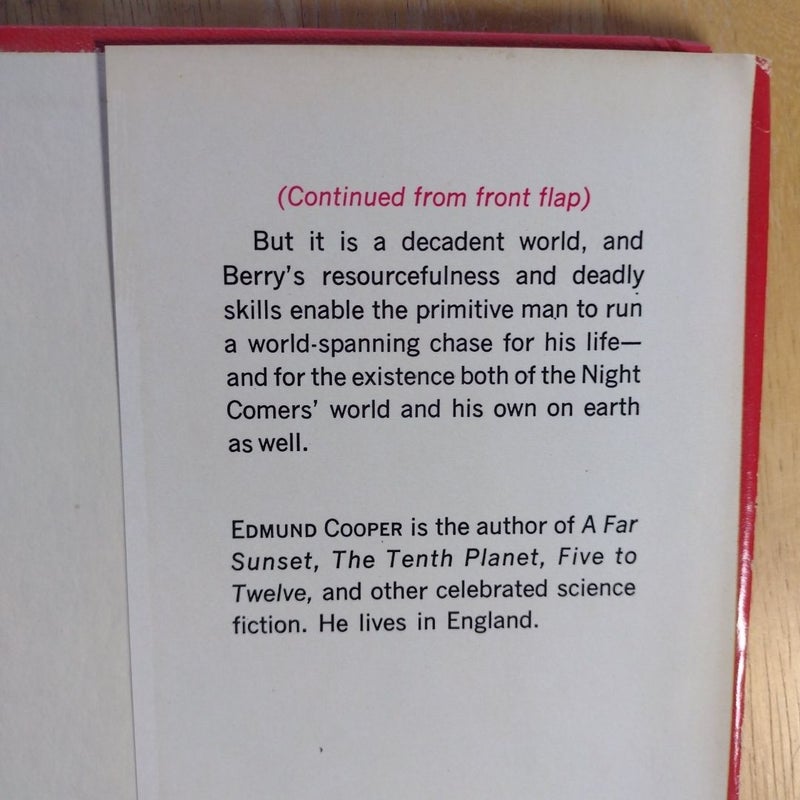 (Continued from front flap)
But it is a decadent world, and
Berry's resourcefulness and deadly
skills enable the primitive man to run
a world-spanning chase for his life—
and for the existence both of the Night
Comers' world and his own on earth
as well.
EDMUND COOPER is the author of A Far
Sunset, The Tenth Planet, Five to
Twelve, and other celebrated science
fiction. He lives in England.